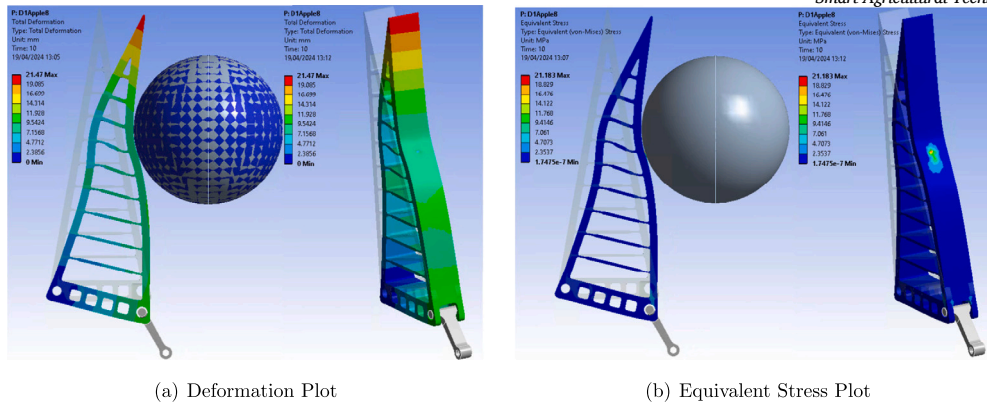 Smart Agricultural Techn
P: D1Apple8
Total Deformation
Type: Total Deformation
Unit: mm
Time: 10
19/04/2024 13:05
21.47 Max
19.085
16.699
14.314
11.928
9.5424
7.1568
4.7712
2.3856
0 Min
P: D1Apple8
Total Deformation
Type: Total Deformation
Unit: mm
Time: 10
19/04/2024 13:12
21.47 Max
19.085
16.699
14.314
11.928
9.5424
7.1568
4.7712
2.3856
0 Min
P: D1Apple8
Equivalent Stress
Type: Equivalent (von-Mises) Stress
Unit: MPa
Time: 10
19/04/2024 13:07
21.183 Max
18.829
16.476
14.122
11.768
9.4146
7.061
4.7073
2.3537
1.7475e-7 Min
P: D1Apple8
Equivalent Stress
Type: Equivalent (von-Mises) Stress
Unit: MPa
Time: 10
19/04/2024 13:12
21.183 Max
18.829
16.476
14.122
11.768
9.4146
7.061
4.7073
2.3537
1.7475e-7 Min
(a) Deformation Plot
(b) Equivalent Stress Plot